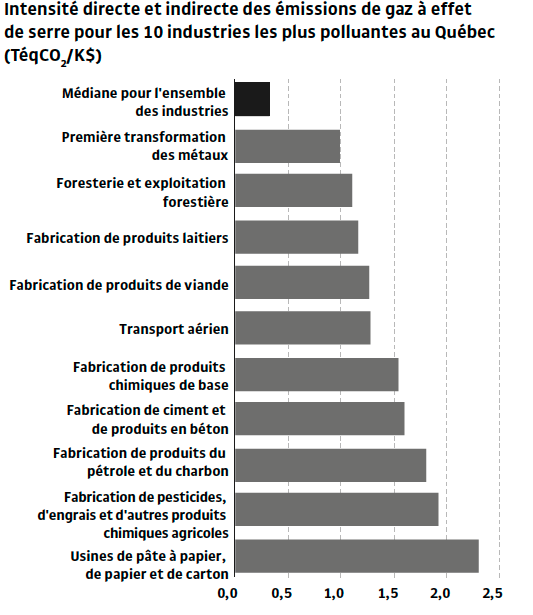 Intensité directe et indirecte des émissions de gaz à effet
de serre pour les 10 industries les plus polluantes au Québec
(TéqCO2/K$)
Médiane pour l'ensemble
des industries
Première transformation
des métaux
Foresterie et exploitation
forestière
Fabrication de produits laitiers
Fabrication de produits de viande
Transport aérien
Fabrication de produits
chimiques de base
Fabrication de ciment et
de produits en béton
Fabrication de produits du
pétrole et du charbon
Fabrication de pesticides,
d'engrais et d'autres produits
chimiques agricoles
Usines de pâte à papier,
de papier et de carton
0,0 0,5 1,0 1,5 2,0 2,5